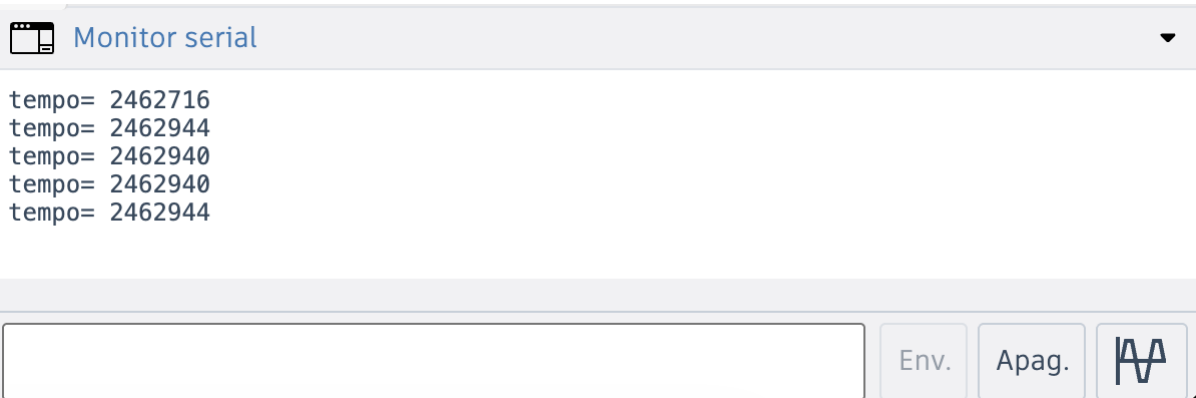 Monitor serial
tempo= 2462716
tempo= 2462944
tempo= 2462940
tempo= 2462940
tempo= 2462944
Env. Apag.